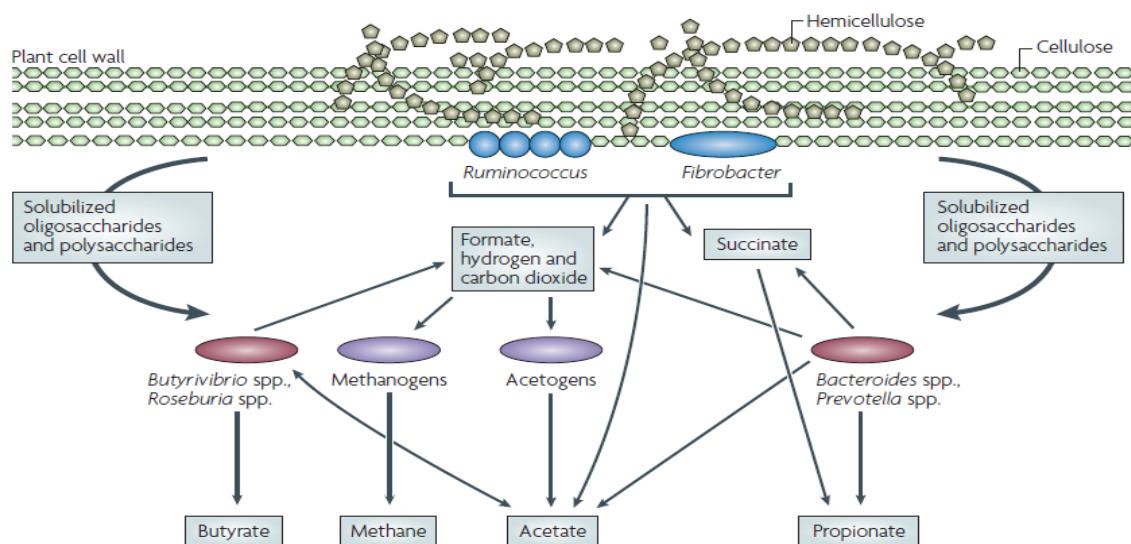 Hemicellulose
Plant cell wall
Cellulose
Ruminococcus
Fibrobacter
Solubilized
oligosaccharides
and polysaccharides
Formate,
hydrogen and
carbon dioxide
Succinate
Solubilized
oligosaccharides
and polysaccharides
Butyrivibrio spp.,
Roseburia spp.
Methanogens
Acetogens
Bacteroides spp.,
Prevotella spp.
Butyrate
Methane
Acetate
Propionate